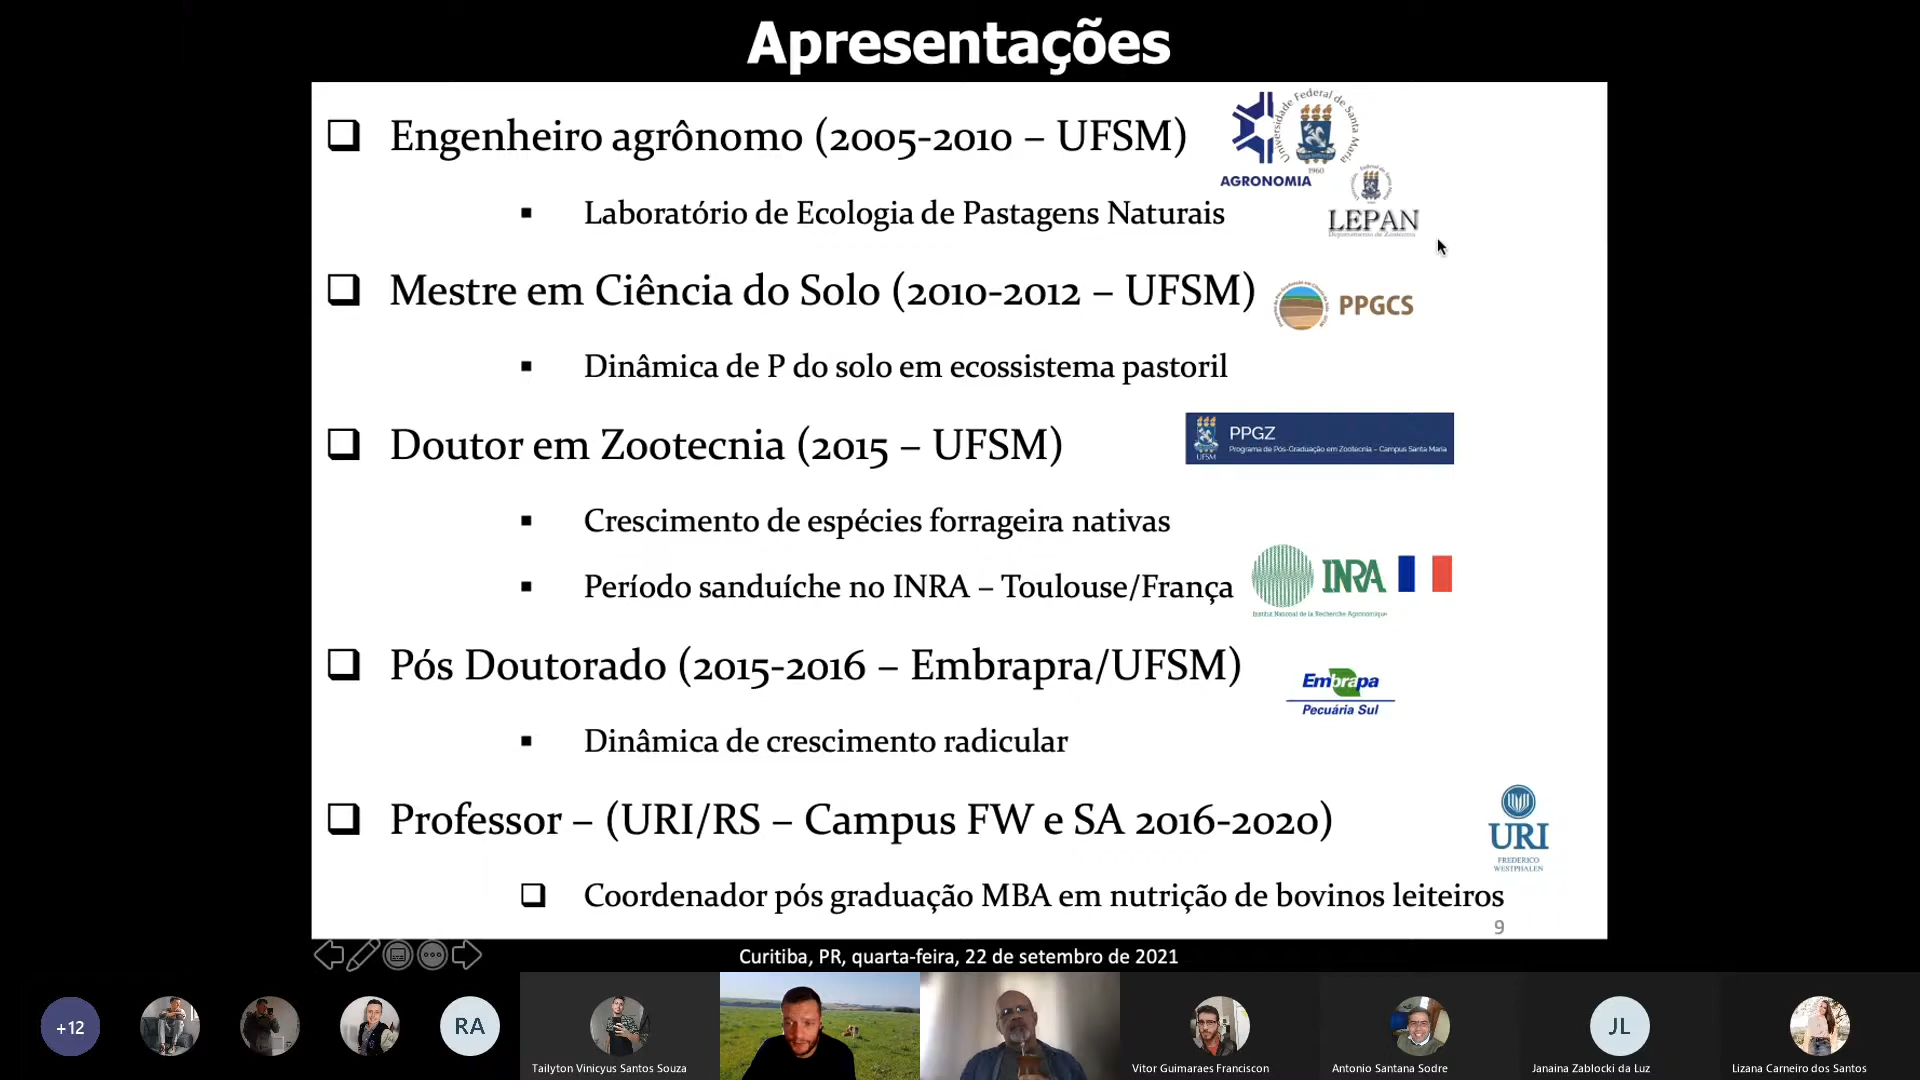 Apresentações
Engenheiro agrônomo (2005-2010 – UFSM)
Universidade Federal de Santa Maria
1960
AGRONOMIA
Laboratório de Ecologia de Pastagens Naturais
LEPAN
Departamento de Zootecnia
Mestre em Ciência do Solo (2010-2012 – UFSM)
PPGCS
Dinâmica de P do solo em ecossistema pastoril
Doutor em Zootecnia (2015 – UFSM)
UFSM
PPGZ
Programa de Pós-Graduação em Zootecnia – Campus Santa Maria
Crescimento de espécies forrageira nativas
Período sanduíche no INRA – Toulouse/França
INRA
Institut National de la Recherche Agronomique
Pós Doutorado (2015-2016 – Embrapra/UFSM)
Embrapa
Pecuária Sul
Dinâmica de crescimento radicular
Professor – (URI/RS – Campus FW e SA 2016-2020)
URI
FREDERICO
WESTPHALEN
Coordenador pós graduação MBA em nutrição de bovinos leiteiros
9
Curitiba, PR, quarta-feira, 22 de setembro de 2021
+12
RA
JL
Tailyton Vinicyus Santos Souza
Vitor Guimaraes Franciscon
Antonio Santana Sodre
Janaina Zablocki da Luz
Lizana Carneiro dos Santos